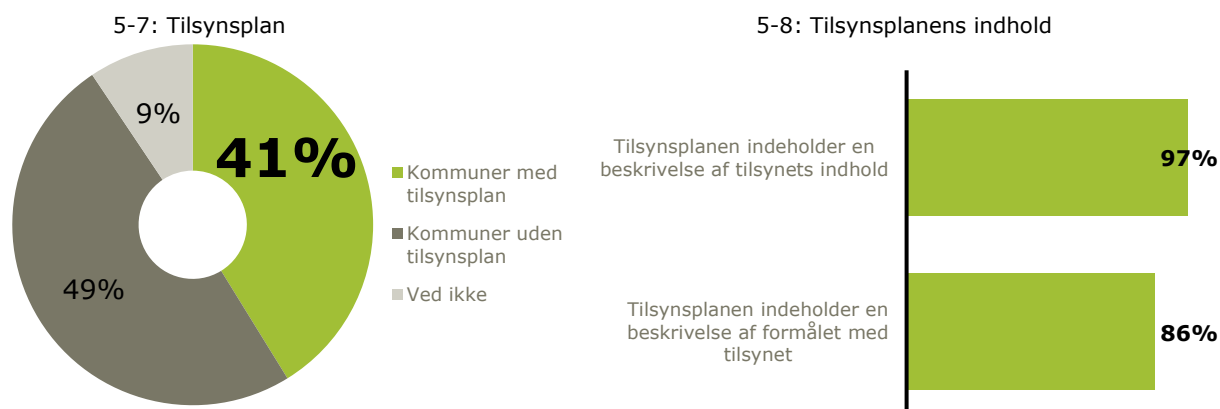 5-7: Tilsynsplan
9%
41%
49%
Kommuner med
tilsynsplan
Kommuner uden
tilsynsplan
Ved ikke
5-8: Tilsynsplanens indhold
Tilsynsplanen indeholder en
beskrivelse af tilsynets indhold
97%
Tilsynsplanen indeholder en
beskrivelse af formålet med
tilsynet
86%